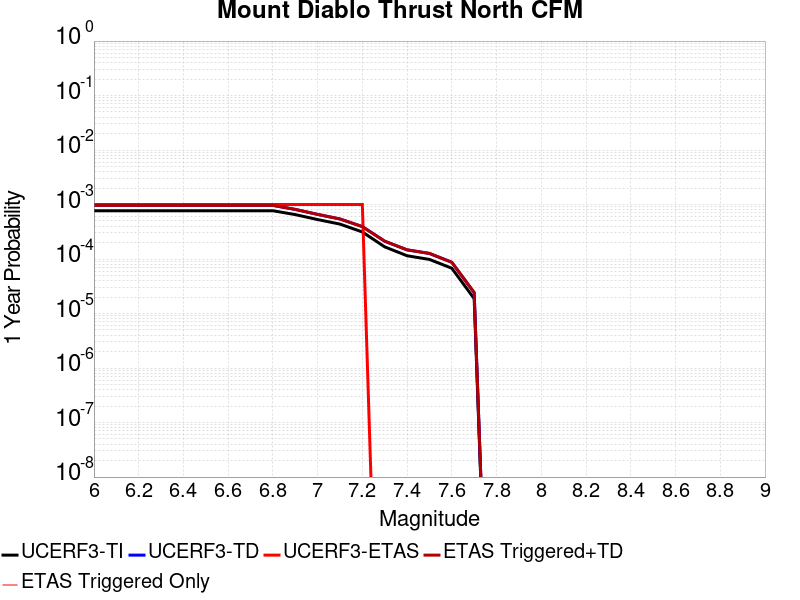 Mount Diablo Thrust North CFM
10^0
10^-1
10^-2
10^-3
10^-4
10^-5
10^-6
10^-7
10^-8
1 Year Probability
6 6.2 6.4 6.6 6.8 7 7.2 7.4 7.6 7.8 8 8.2 8.4 8.6 8.8 9
Magnitude
UCERF3-TI UCERF3-TD UCERF3-ETAS ETAS Triggered+TD
ETAS Triggered Only